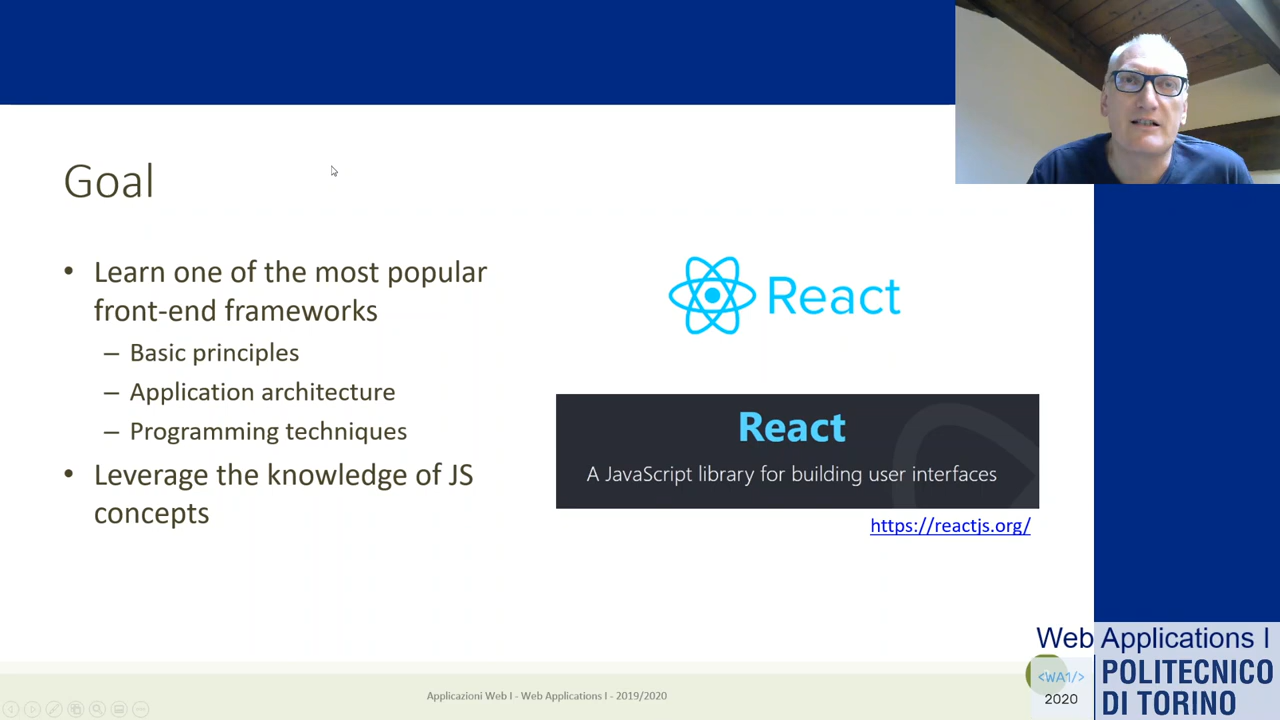 Goal
• Learn one of the most popular
front-end frameworks
– Basic principles
– Application architecture
– Programming techniques
• Leverage the knowledge of JS
concepts
React
React
A JavaScript library for building user interfaces
https://reactjs.org/
Applicazioni Web I - Web Applications I - 2019/2020
Web Applications I
<WA1/>
2020
POLITECNICO
DI TORINO